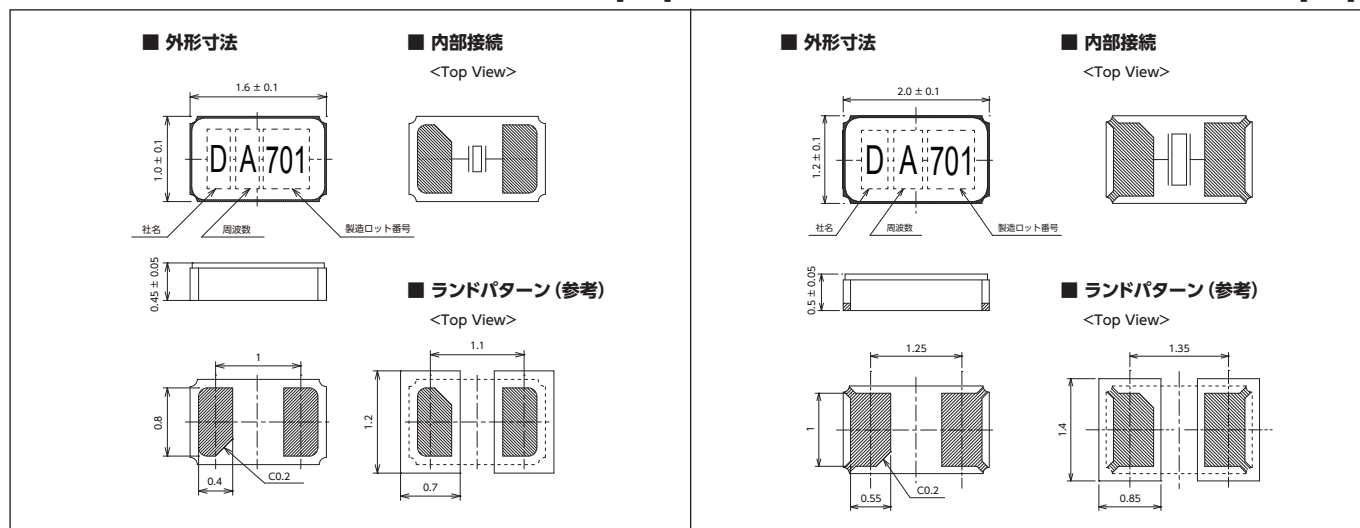 ■ 外形寸法
■ 内部接続
<Top View>
1.6 ± 0.1
1.0 ± 0.1
D A 701
社名
周波数
製造ロット番号
0.45 ± 0.05
■ ランドパターン（参考）
<Top View>
1
0.8
0.4
C0.2
1.1
1.2
0.7
■ 外形寸法
■ 内部接続
<Top View>
2.0 ± 0.1
1.2 ± 0.1
D A 701
社名
周波数
製造ロット番号
0.5 ± 0.05
■ ランドパターン（参考）
<Top View>
1.25
1
0.55
C0.2
1.35
1.4
0.85